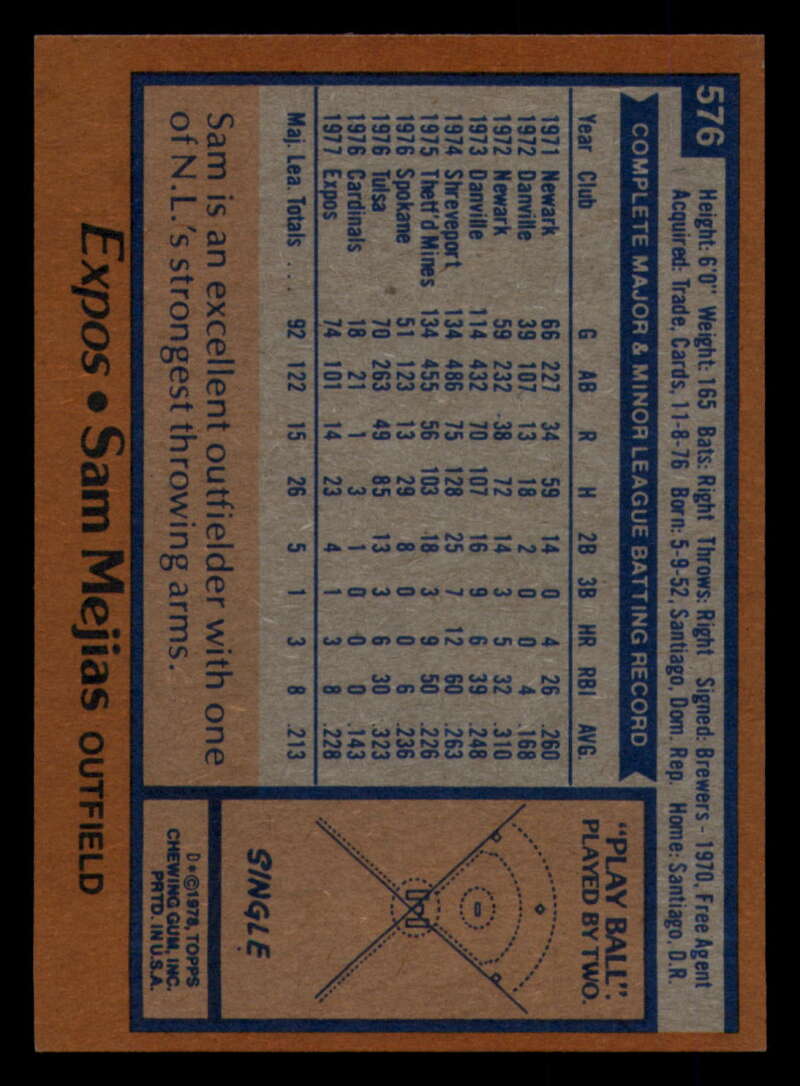 576
Height: 6'0" Weight: 165 Bats: Right Throws: Right Signed: Brewers - 1970, Free Agent
Acquired: Trade, Cards, 11-8-76 Born: 5-9-52, Santiago, Dom. Rep. Home: Santiago, D.R.
COMPLETE MAJOR & MINOR LEAGUE BATTING RECORD
Year Club G AB R H 2B 3B HR RBI AVG.
1971 Newark 66 227 34 59 14 0 4 26 .260
1972 Danville 39 107 13 18 2 0 0 4 .168
1972 Newark 59 232 38 72 14 3 5 32 .310
1973 Danville 114 432 70 107 16 9 6 39 .248
1974 Shreveport 134 486 75 128 25 7 12 60 .263
1975 Thetf'd Mines 134 455 56 103 18 3 9 50 .226
1976 Spokane 51 123 13 29 8 0 0 6 .236
1976 Tulsa 70 263 49 85 13 3 6 30 .323
1976 Cardinals 18 21 1 3 1 0 0 0 .143
1977 Expos 74 101 14 23 4 1 3 8 .228
Maj. Lea. Totals .... 92 122 15 26 5 1 3 8 .213
Sam is an excellent outfielder with one
of N.L.'s strongest throwing arms.
"PLAY BALL":
PLAYED BY TWO.
SINGLE
D*©1978, TOPPS
CHEWING GUM, INC.
PRTD. IN U.S.A.
Expos • Sam Mejias OUTFIELD